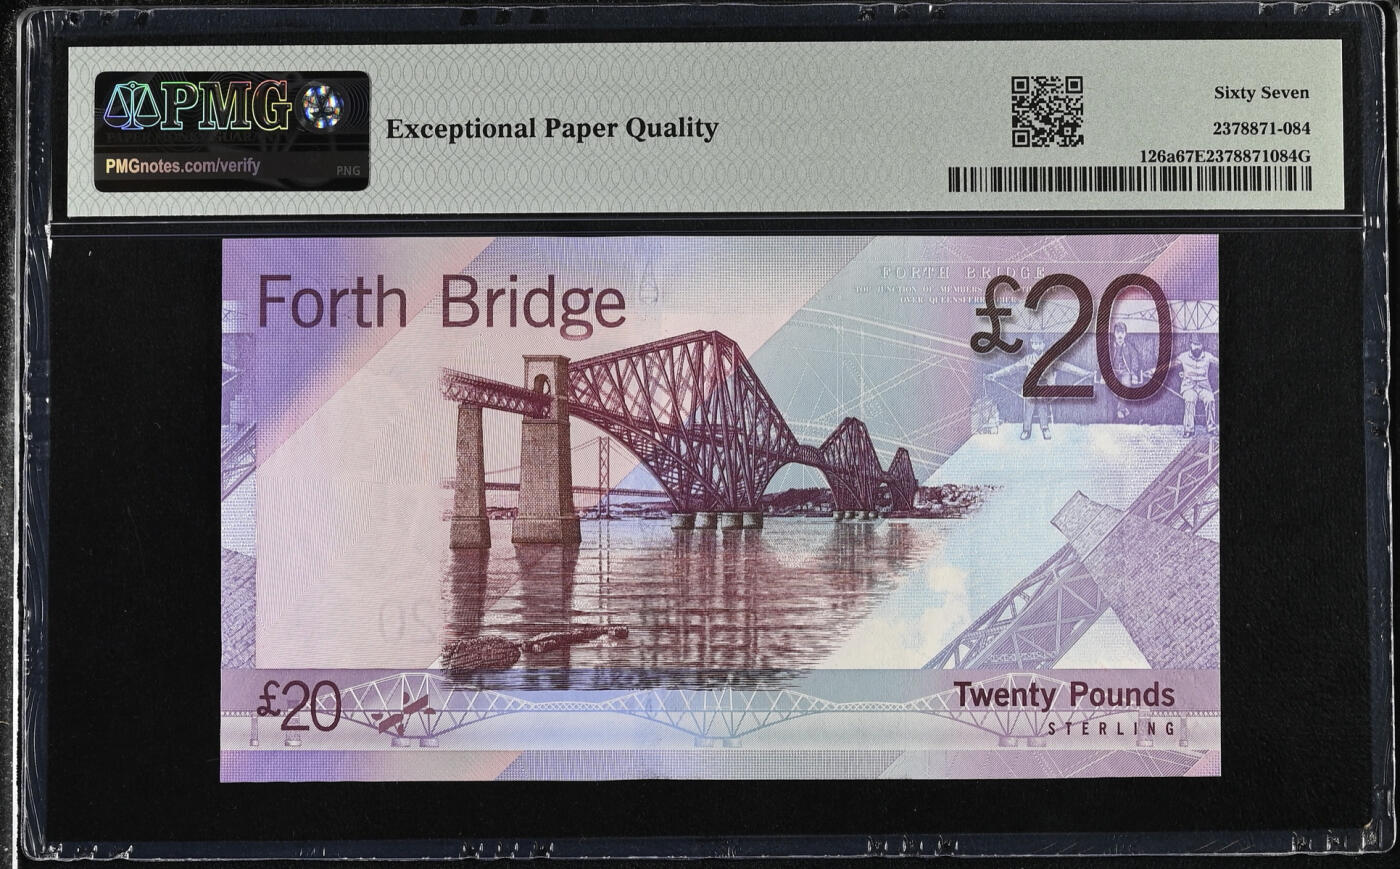 PMG
PMGnotes.com/verify
PNG
Exceptional Paper Quality
Sixty Seven
2378871-084
126a67E2378871084G
Forth Bridge
FORTH BRIDGE
£20
£20
Twenty Pounds
STERLING